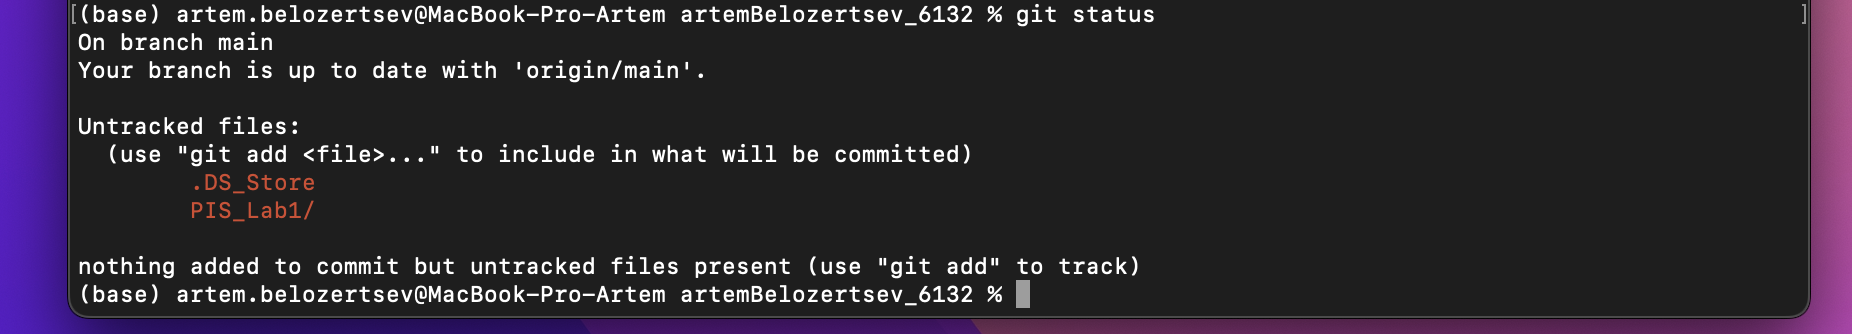 [(base) artem.belozertsev@MacBook-Pro-Artem artemBelozertsev_6132 % git status ]
On branch main
Your branch is up to date with 'origin/main'.
Untracked files:
(use "git add <file>..." to include in what will be committed)
.DS_Store
PIS_Lab1/
nothing added to commit but untracked files present (use "git add" to track)
(base) artem.belozertsev@MacBook-Pro-Artem artemBelozertsev_6132 %